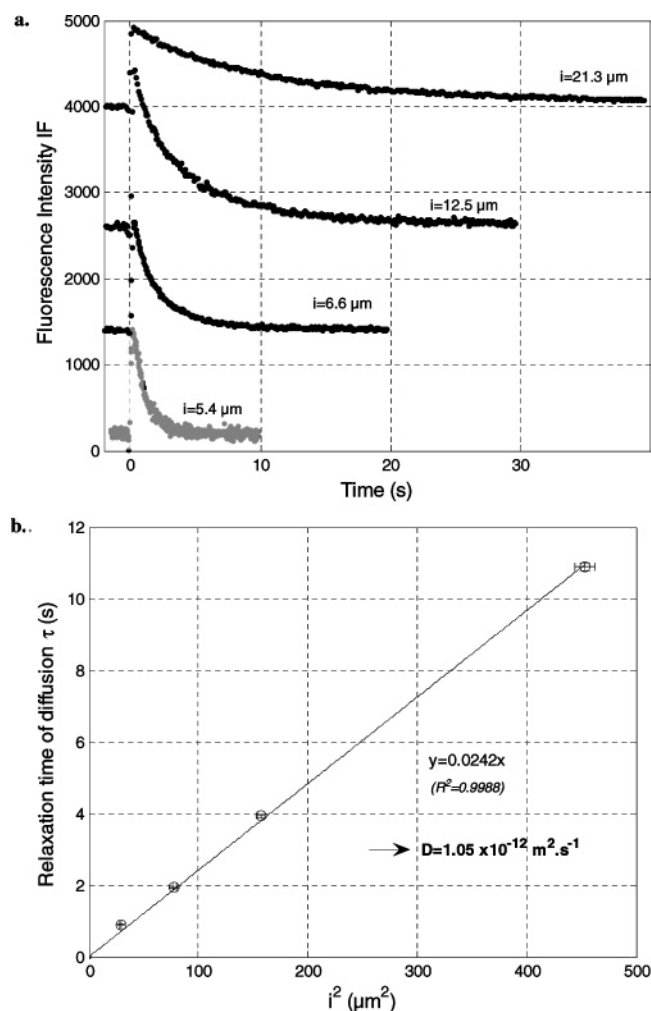 a.
5000
4000
3000
2000
1000
0
Fluorescence Intensity IF
i=21.3 µm
i=12.5 µm
i=6.6 µm
i=5.4 µm
0
10
20
30
Time (s)
b.
12
10
8
6
4
2
0
Relaxation time of diffusion τ (s)
y=0.0242x
(R²=0.9988)
D=1.05 x10⁻¹² m².s⁻¹
0
100
200
300
400
500
i² (µm²)